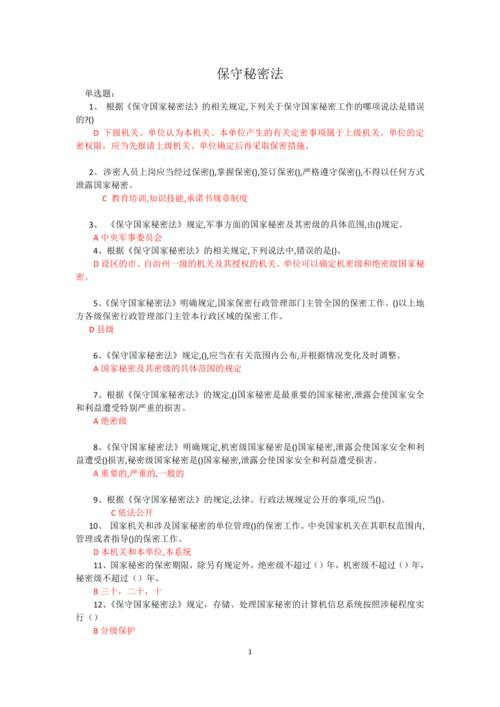 保守秘密法
单选题：
1、 根据《保守国家秘密法》的相关规定,下列关于保守国家秘密工作的哪项说法是错误
的?()
D 下级机关、单位认为本机关、本单位产生的有关定密事项属于上级机关、单位的定
密权限，应当先报请上级机关、单位确定后再采取保密措施。
2、涉密人员上岗应当经过保密(),掌握保密(),签订保密(),严格遵守保密(),不得以任何方式
泄露国家秘密。
C 教育培训,知识技能,承诺书规章制度
3、 《保守国家秘密法》规定,军事方面的国家秘密及其密级的具体范围,由()规定。
A 中央军事委员会
4、根据《保守国家秘密法》的相关规定,下列说法中,错误的是()。
D 设区的市、自治州一级的机关及其授权的机关、单位可以确定机密级和绝密级国家秘
密。
5、《保守国家秘密法》明确规定,国家保密行政管理部门主管全国的保密工作。()以上地
方各级保密行政管理部门主管本行政区域的保密工作。
D 县级
6、《保守国家秘密法》规定,(),应当在有关范围内公布,并根据情况变化及时调整。
A 国家秘密及其密级的具体范围的规定
7、根据《保守国家秘密法》的规定,()国家秘密是最重要的国家秘密,泄露会使国家安全
和利益遭受特别严重的损害。
A 绝密级
8、《保守国家秘密法》明确规定,机密级国家秘密是()国家秘密,泄露会使国家安全和利
益遭受()损害,秘密级国家秘密是()国家秘密,泄露会使国家安全和利益遭受损害。
A 重要的,严重的,一般的
9、根据《保守国家秘密法》的规定,法律、行政法规规定公开的事项,应当()。
C 依法公开
10、 国家机关和涉及国家秘密的单位管理()的保密工作。中央国家机关在其职权范围内,
管理或者指导()的保密工作。
D 本机关和本单位,本系统
11、国家秘密的保密期限，除另有规定外，绝密级不超过（）年，机密级不超过（）年，
秘密级不超过（）年。
B 三十，二十，十
12、《保守国家秘密法》规定，存储、处理国家秘密的计算机信息系统按照涉秘程度实
行（）
B 分级保护
1